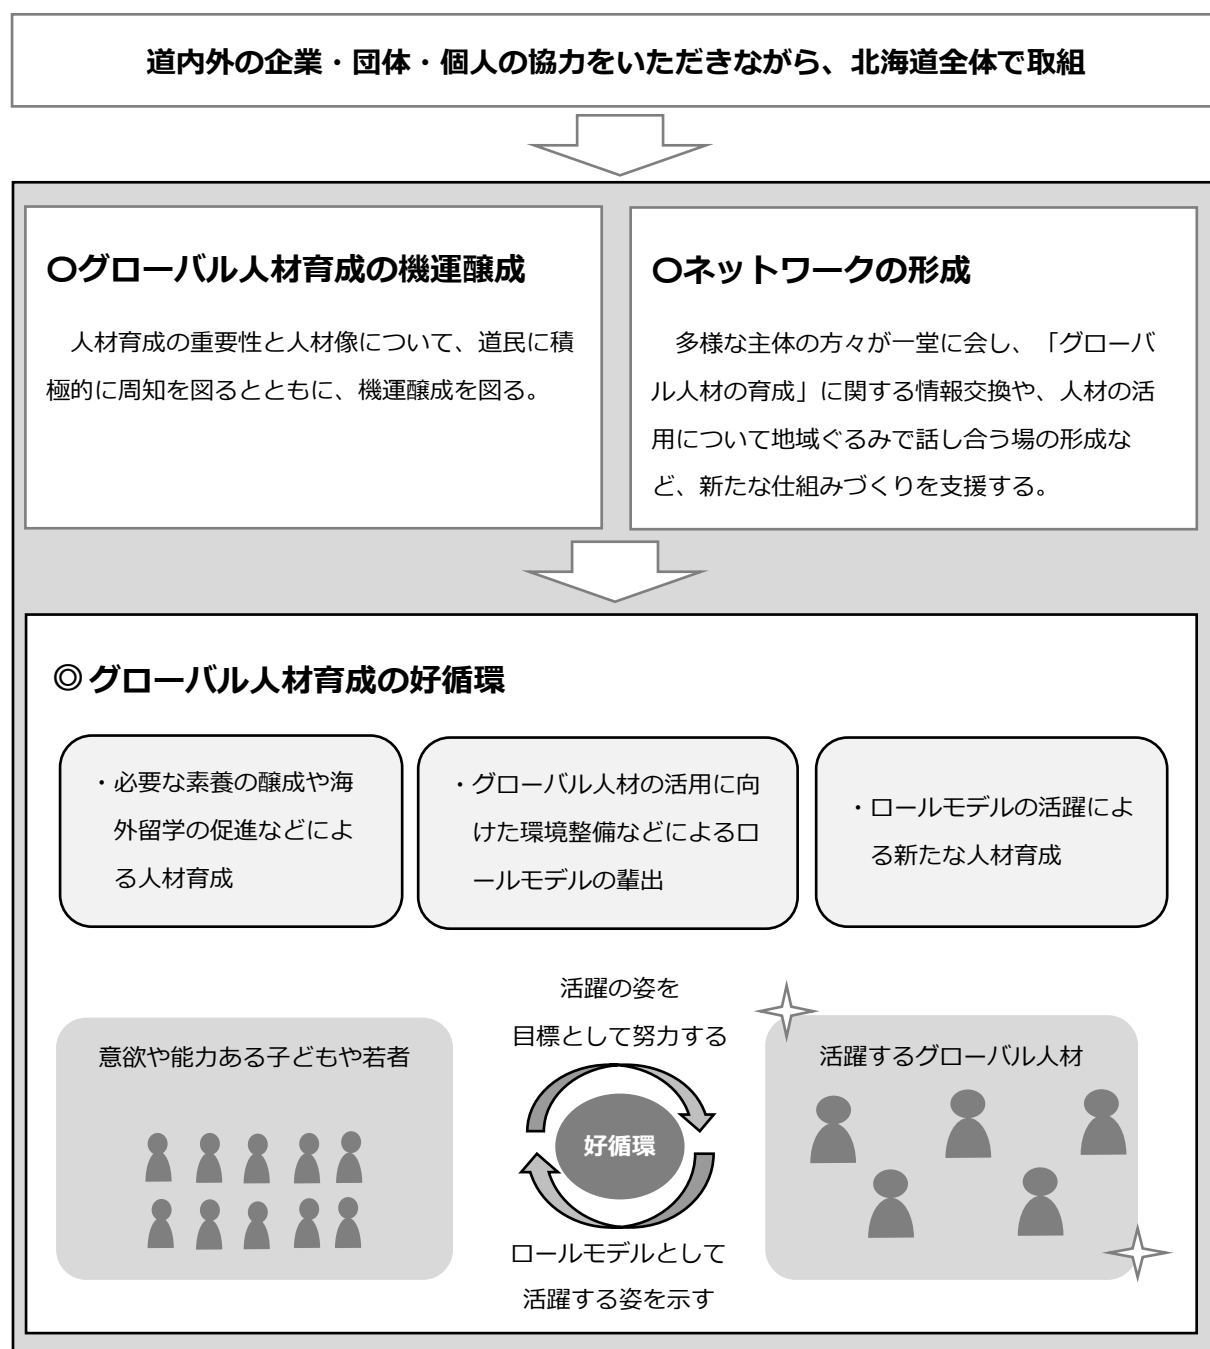 道内外の企業・団体・個人の協力をいただきながら、北海道全体で取組
〇グローバル人材育成の機運醸成
人材育成の重要性と人材像について、道民に積
極的に周知を図るとともに、機運醸成を図る。
〇ネットワークの形成
多様な主体の方々が一堂に会し、「グローバ
ル人材の育成」に関する情報交換や、人材の活
用について地域ぐるみで話し合う場の形成な
ど、新たな仕組みづくりを支援する。
◎グローバル人材育成の好循環
・必要な素養の醸成や海
外留学の促進などによ
る人材育成
・グローバル人材の活用に向
けた環境整備などによるロ
ールモデルの輩出
・ロールモデルの活躍によ
る新たな人材育成
意欲や能力ある子どもや若者
活躍の姿を
目標として努力する
好循環
ロールモデルとして
活躍する姿を示す
活躍するグローバル人材